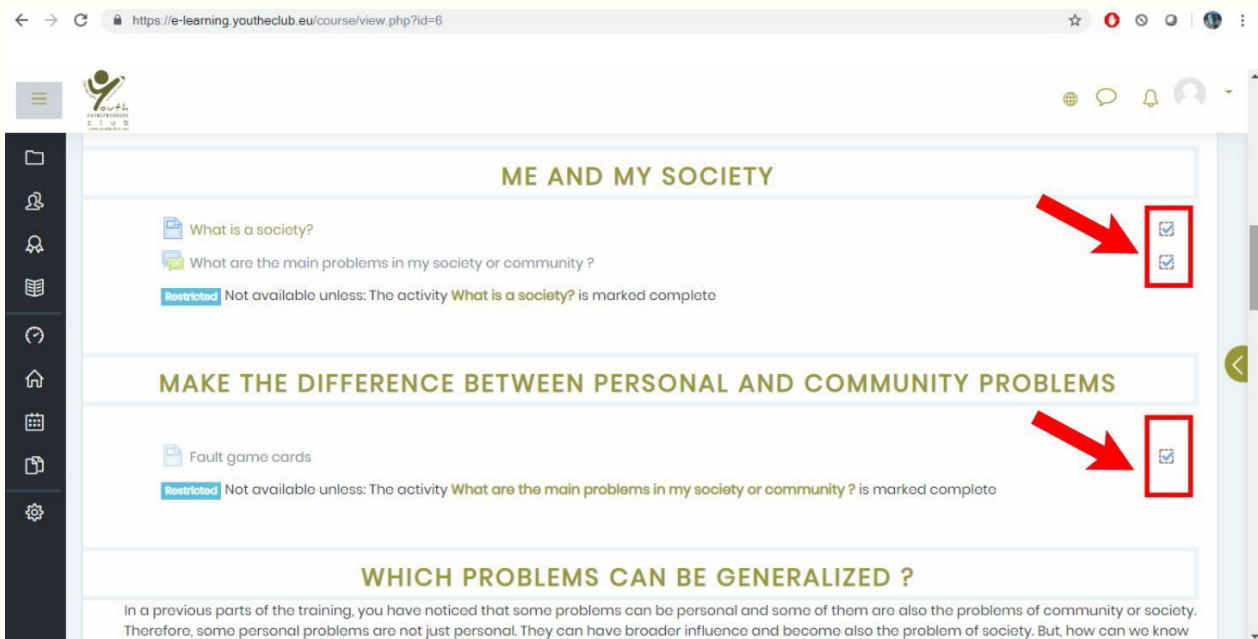 https://e-learning.youtheclub.eu/course/view.php?id=6
outh
ENTREPRENEURS
club
ME AND MY SOCIETY
What is a society?
What are the main problems in my society or community ?
Restricted Not available unless: The activity What is a society? is marked complete
MAKE THE DIFFERENCE BETWEEN PERSONAL AND COMMUNITY PROBLEMS
Fault game cards
Restricted Not available unless: The activity What are the main problems in my society or community ? is marked complete
WHICH PROBLEMS CAN BE GENERALIZED ?
In a previous parts of the training, you have noticed that some problems can be personal and some of them are also the problems of community or society.
Therefore, some personal problems are not just personal. They can have broader influence and become also the problem of society. But, how can we know